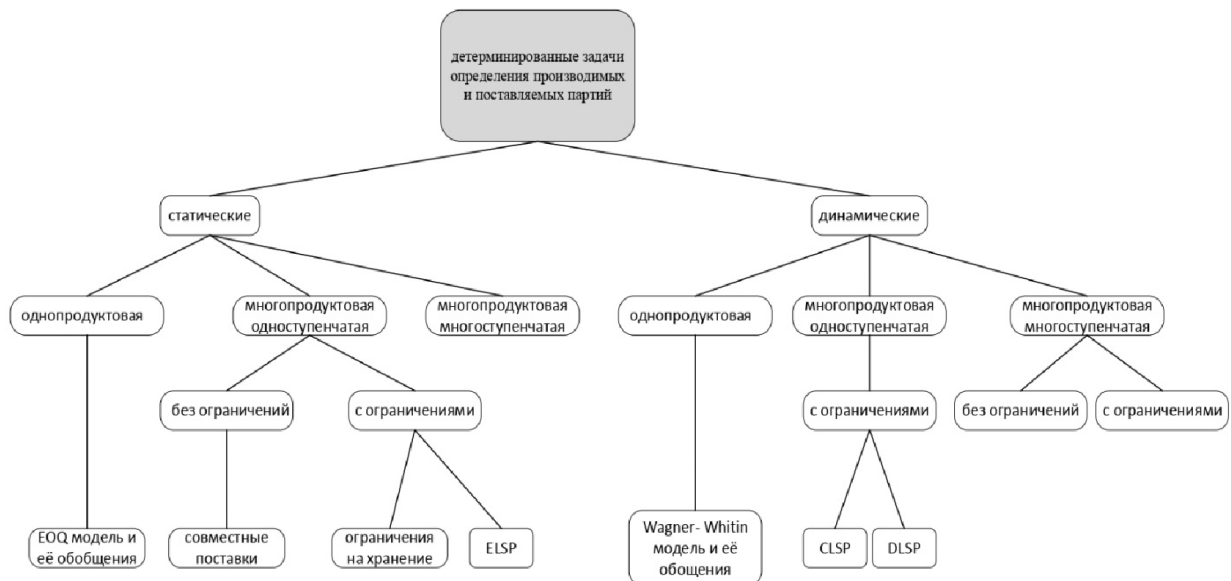 детерминированные задачи
определения производимых
и поставляемых партий
статические
динамические
однопродуктовая
многопродуктовая
одноступенчатая
многопродуктовая
многоступенчатая
однопродуктовая
многопродуктовая
одноступенчатая
многопродуктовая
многоступенчатая
без ограничений
с ограничениями
с ограничениями
без ограничений
с ограничениями
EOQ модель и
её обобщения
совместные
поставки
ограничения
на хранение
ELSP
Wagner- Whitin
модель и её
обощения
CLSP
DLSP